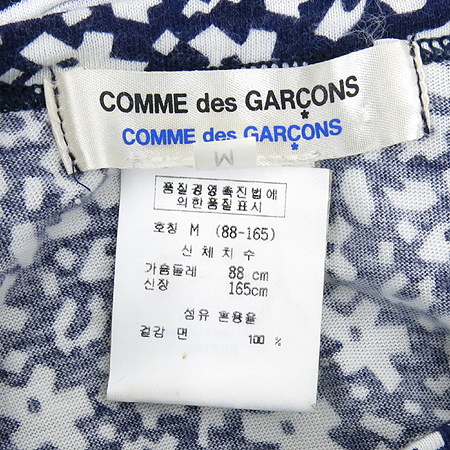 COMME des GARÇONS
COMME des GARÇONS
M
품질경영촉진법에
의한품질표시
호칭 M (88-165)
신체치수
가슴둘레 88 cm
신장 165cm
섬유 혼용율
겉감 면 100 %